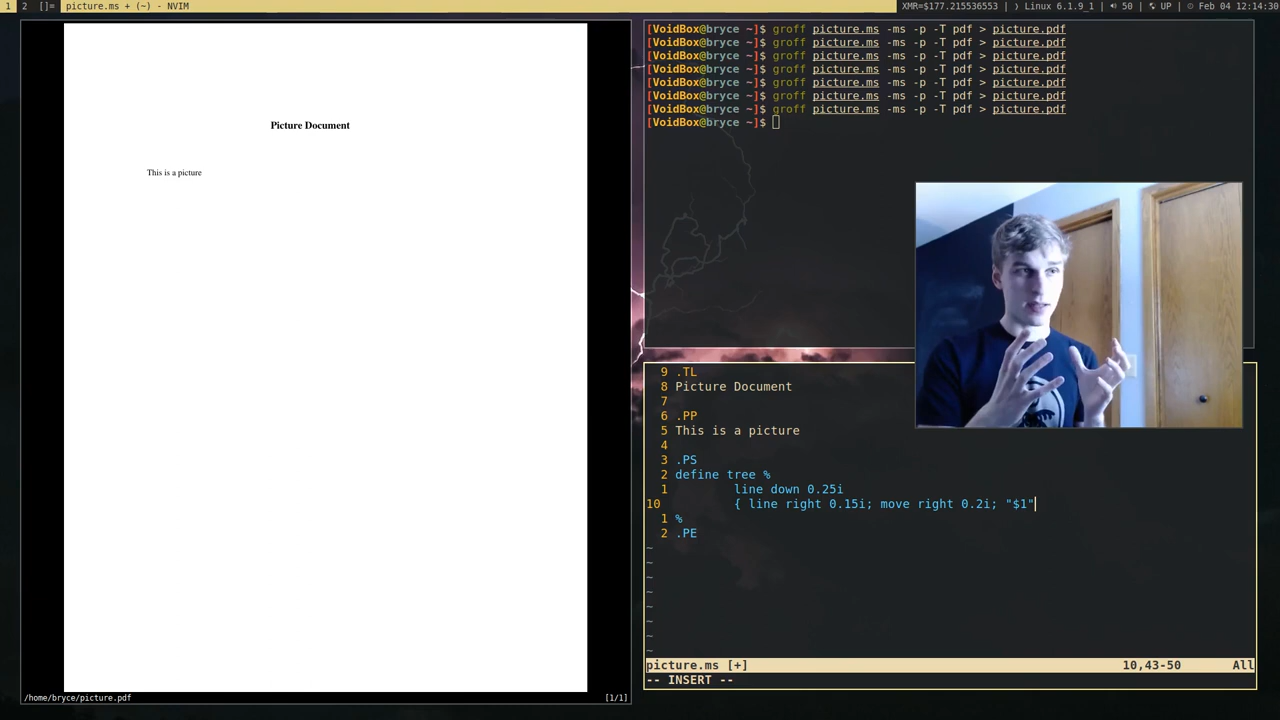 1 2 []= picture.ms + (~) - NVIM
XMR=$177.215536553 | Linux 6.1.9_1 | 50 | UP | Feb 04 12:14:30
Picture Document
This is a picture
/home/bryce/picture.pdf [1/1]
[VoidBox@bryce ~]$ groff picture.ms -ms -p -T pdf > picture.pdf
[VoidBox@bryce ~]$ groff picture.ms -ms -p -T pdf > picture.pdf
[VoidBox@bryce ~]$ groff picture.ms -ms -p -T pdf > picture.pdf
[VoidBox@bryce ~]$ groff picture.ms -ms -p -T pdf > picture.pdf
[VoidBox@bryce ~]$ groff picture.ms -ms -p -T pdf > picture.pdf
[VoidBox@bryce ~]$ groff picture.ms -ms -p -T pdf > picture.pdf
[VoidBox@bryce ~]$ groff picture.ms -ms -p -T pdf > picture.pdf
[VoidBox@bryce ~]$
9 .TL
8 Picture Document
7
6 .PP
5 This is a picture
4
3 .PS
2 define tree %
1 line down 0.25i
10 { line right 0.15i; move right 0.2i; "$1"
1 %
2 .PE
~
~
~
~
~
~
~
~
picture.ms [+] 10,43-50 All
-- INSERT --